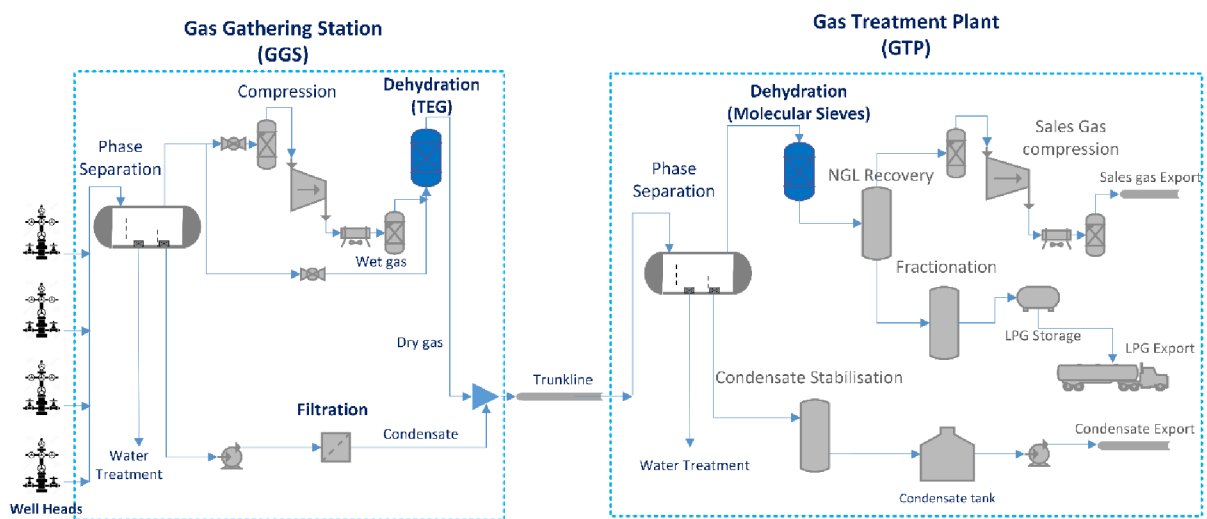 Gas Gathering Station
(GGS)
Compression
Dehydration
(TEG)
Phase
Separation
Wet gas
Dry gas
Filtration
Condensate
Water
Treatment
Well Heads
Trunkline
Gas Treatment Plant
(GTP)
Dehydration
(Molecular Sieves)
Phase
Separation
NGL Recovery
Sales Gas
compression
Sales gas Export
Fractionation
LPG Storage
LPG Export
Condensate Stabilisation
Water Treatment
Condensate tank
Condensate Export